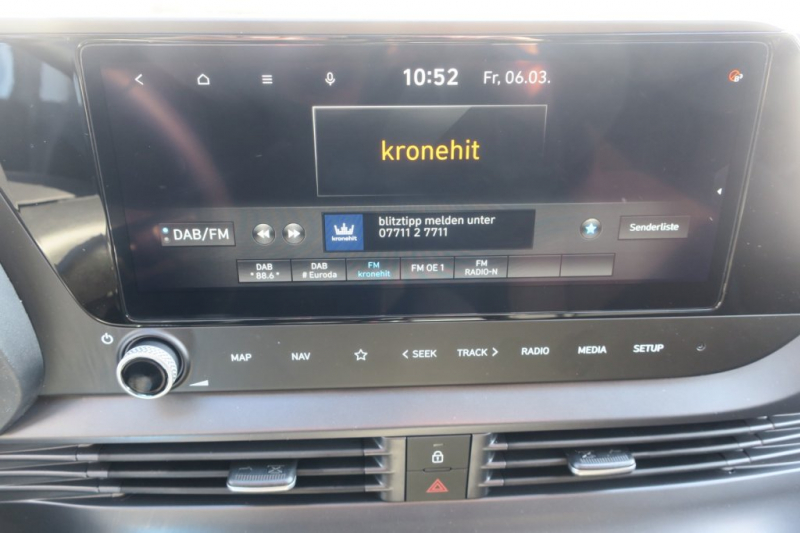 10:52 Fr, 06.03.
kronehit
DAB/FM
kronehit
blitztipp melden unter
07711 2 7711
Senderliste
DAB
* 88.6 *
DAB
# Euroda
FM
kronehit
FM OE 1
FM
RADIO-N
MAP NAV SEEK TRACK RADIO MEDIA SETUP